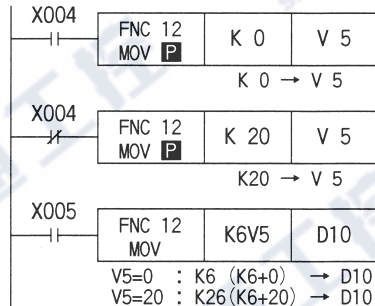 X004
FNC 12 K 0 V 5
MOV P
K 0 → V 5
X004
FNC 12 K 20 V 5
MOV P
K20 → V 5
X005
FNC 12 K6V5 D10
MOV
V5=0 : K6 (K6+0) → D10
V5=20 : K26(K6+20) → D10